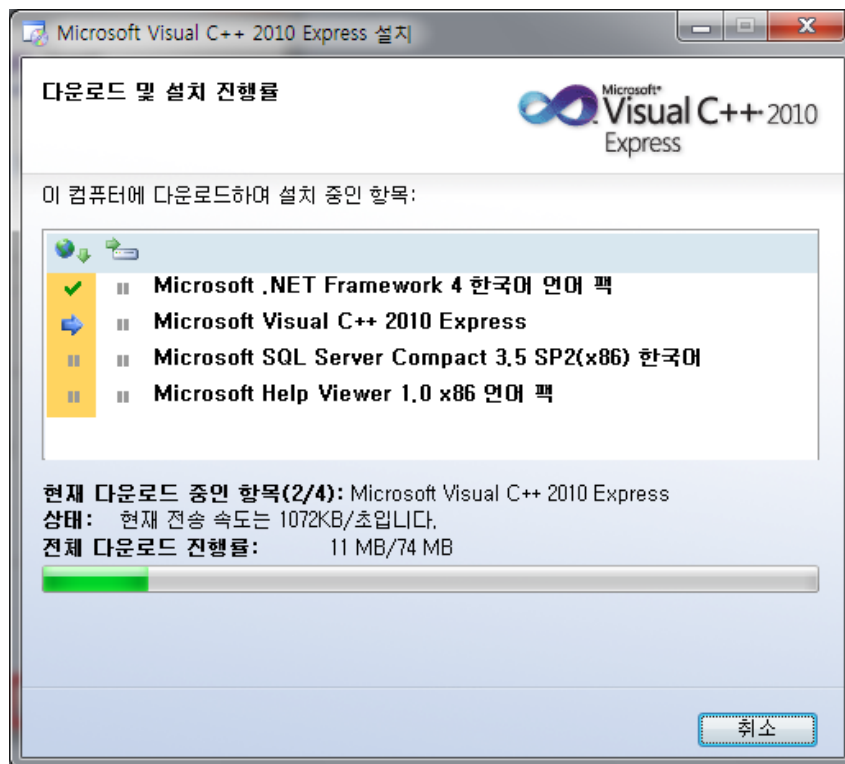 Microsoft Visual C++ 2010 Express 설치
다운로드 및 설치 진행률
Microsoft®
Visual C++ 2010
Express
이 컴퓨터에 다운로드하여 설치 중인 항목:
Microsoft .NET Framework 4 한국어 언어 팩
Microsoft Visual C++ 2010 Express
Microsoft SQL Server Compact 3.5 SP2(x86) 한국어
Microsoft Help Viewer 1.0 x86 언어 팩
현재 다운로드 중인 항목(2/4): Microsoft Visual C++ 2010 Express
상태: 현재 전송 속도는 1072KB/초입니다.
전체 다운로드 진행률: 11 MB/74 MB
취소